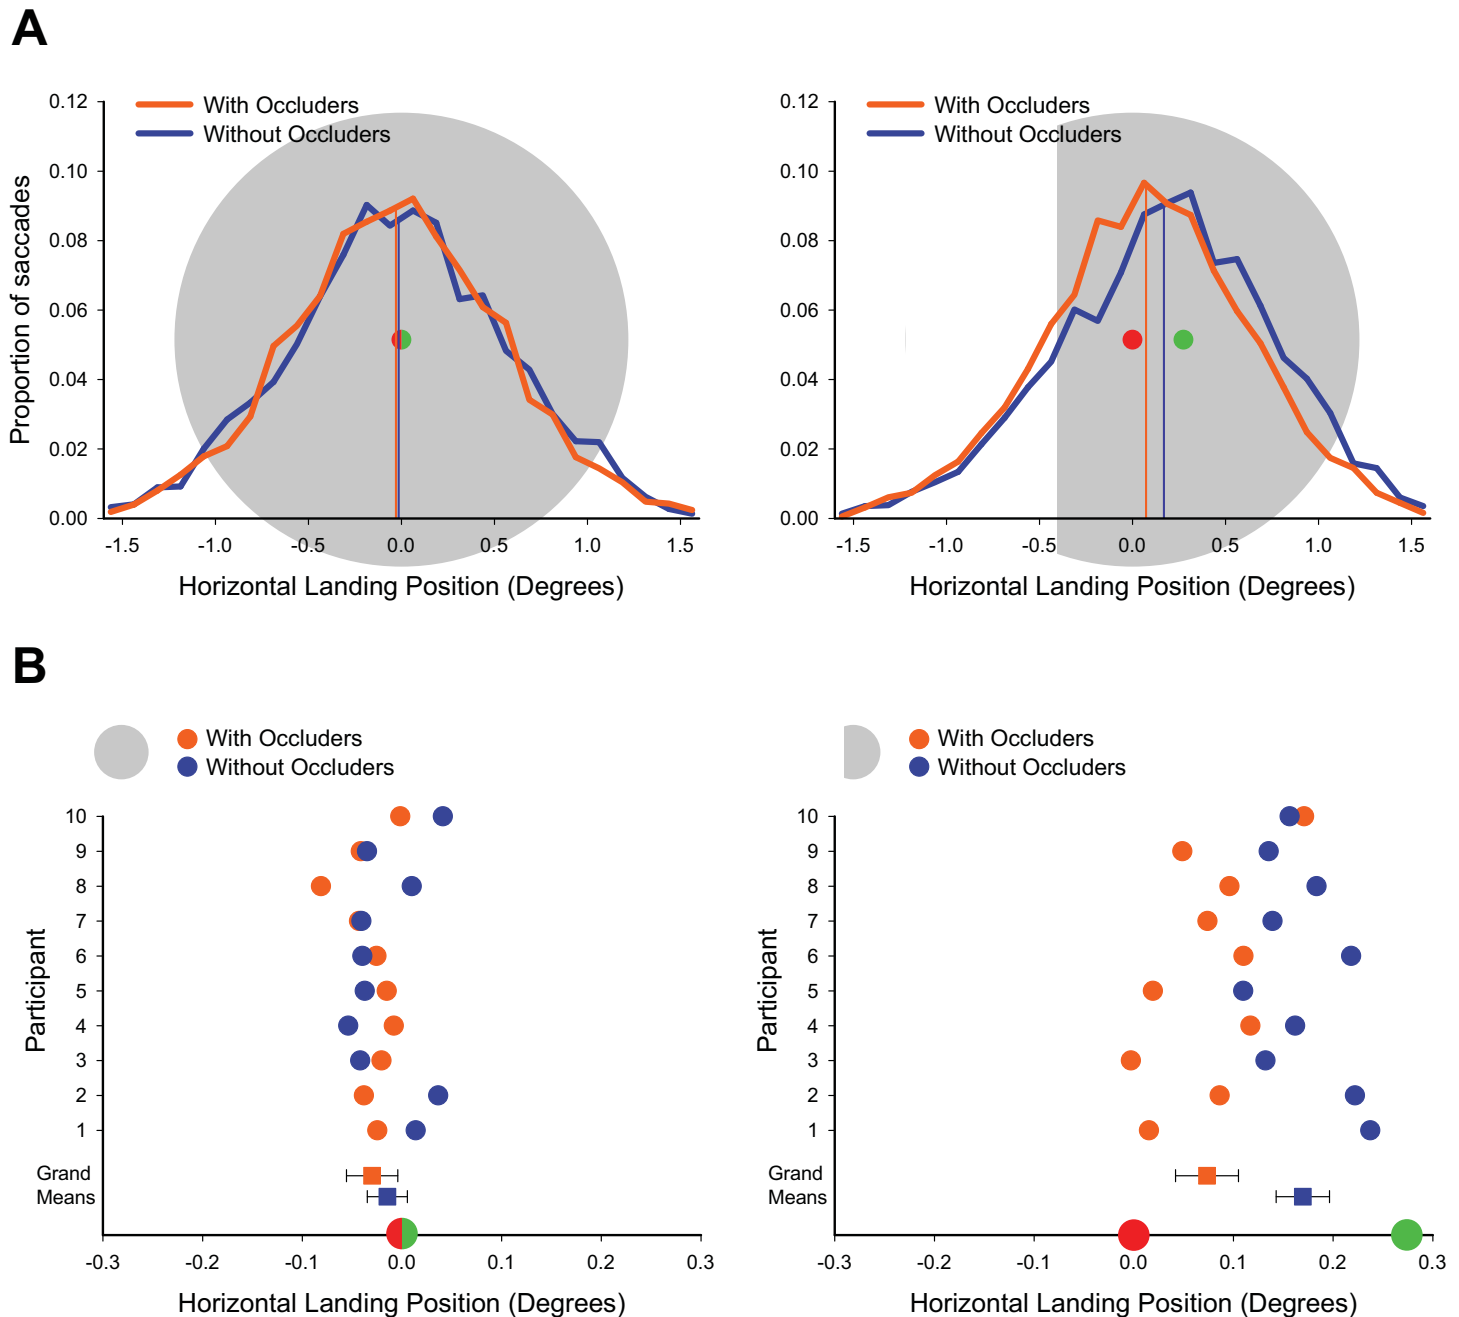 A
With Occluders
Without Occluders
0.12
0.10
0.08
0.06
0.04
0.02
0.00
Proportion of saccades
-1.5 -1.0 -0.5 0.0 0.5 1.0 1.5
Horizontal Landing Position (Degrees)
With Occluders
Without Occluders
0.12
0.10
0.08
0.06
0.04
0.02
0.00
-1.5 -1.0 -0.5 0.0 0.5 1.0 1.5
Horizontal Landing Position (Degrees)
B
With Occluders
Without Occluders
10
9
8
7
6
5
4
3
2
1
Participant
Grand
Means
-0.3 -0.2 -0.1 0.0 0.1 0.2 0.3
Horizontal Landing Position (Degrees)
With Occluders
Without Occluders
10
9
8
7
6
5
4
3
2
1
Participant
Grand
Means
-0.3 -0.2 -0.1 0.0 0.1 0.2 0.3
Horizontal Landing Position (Degrees)